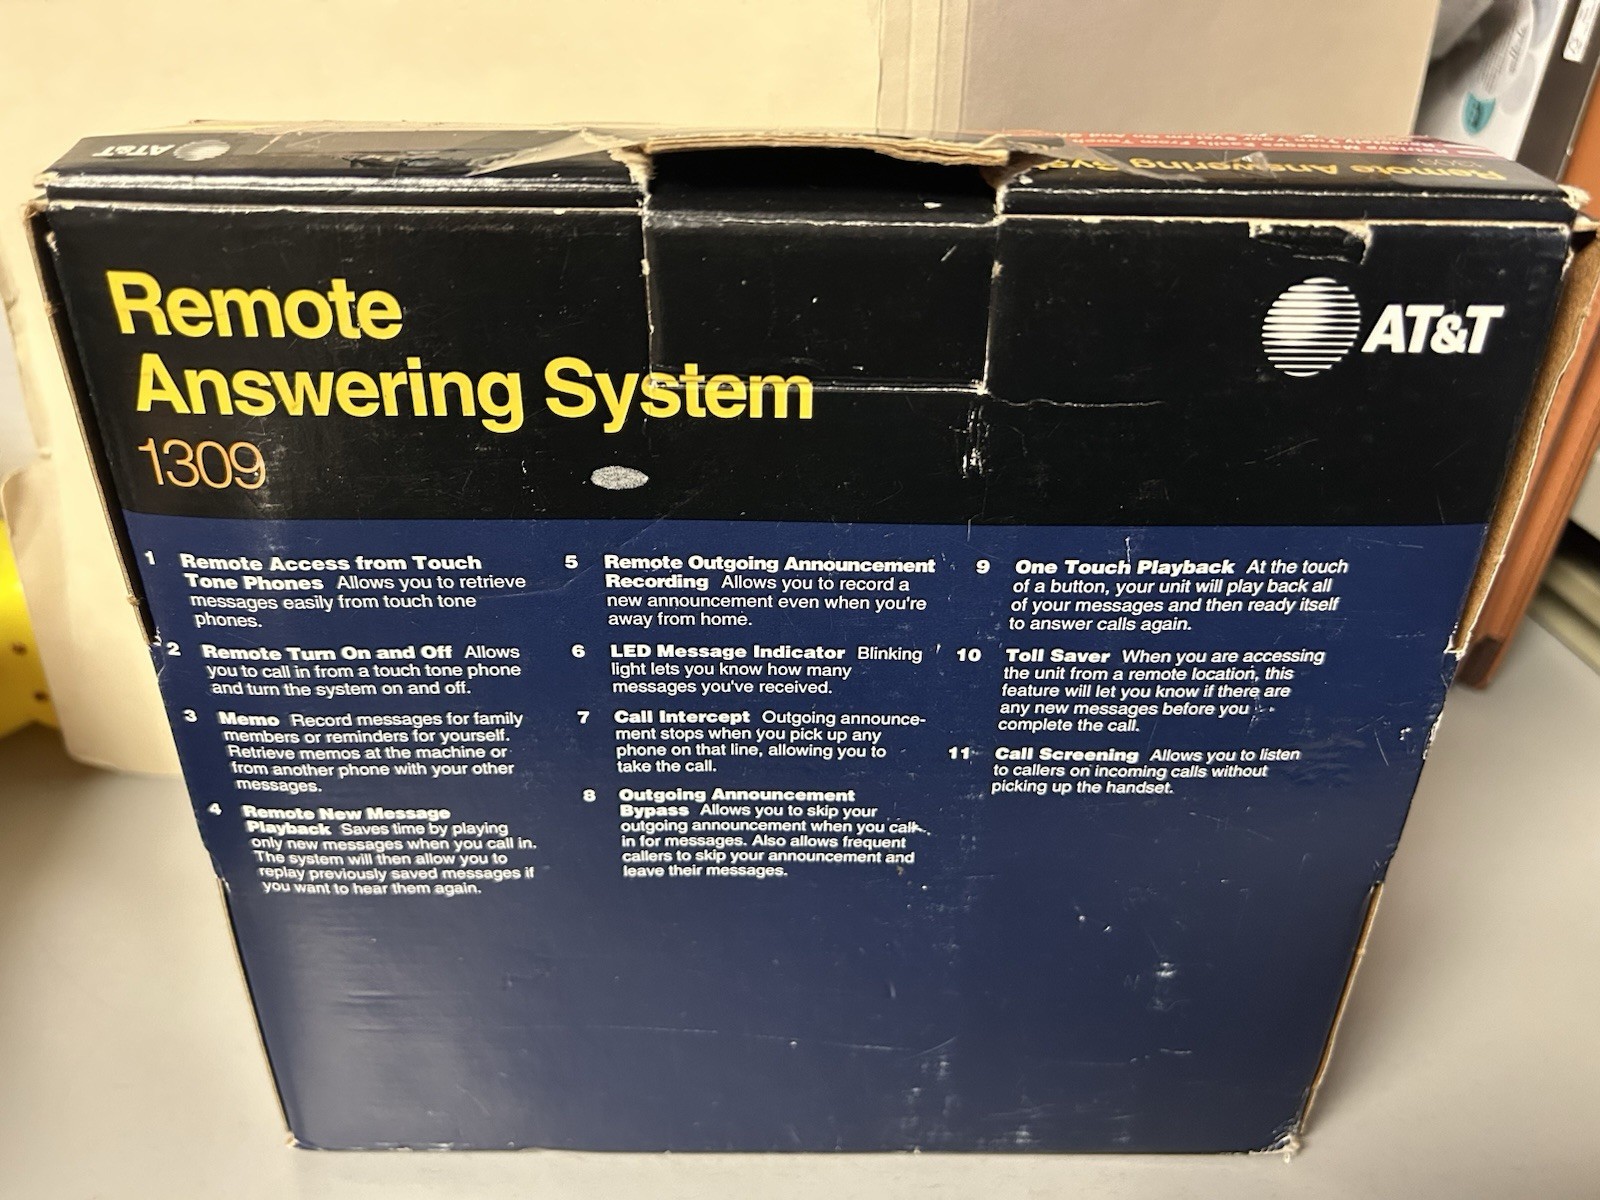 AT&T
Remote Answering System
1309
Remote
Answering System
1309
AT&T
1 Remote Access from Touch
Tone Phones Allows you to retrieve
messages easily from touch tone
phones.
2 Remote Turn On and Off Allows
you to call in from a touch tone phone
and turn the system on and off.
3 Memo Record messages for family
members or reminders for yourself.
Retrieve memos at the machine or
from another phone with your other
messages.
4 Remote New Message
Playback Saves time by playing
only new messages when you call in.
The system will then allow you to
replay previously saved messages if
you want to hear them again.
5 Remote Outgoing Announcement
Recording Allows you to record a
new announcement even when you're
away from home.
6 LED Message Indicator Blinking
light lets you know how many
messages you've received.
7 Call Intercept Outgoing announce-
ment stops when you pick up any
phone on that line, allowing you to
take the call.
8 Outgoing Announcement
Bypass Allows you to skip your
outgoing announcement when you call
in for messages. Also allows frequent
callers to skip your announcement and
leave their messages.
9 One Touch Playback At the touch
of a button, your unit will play back all
of your messages and then ready itself
to answer calls again.
10 Toll Saver When you are accessing
the unit from a remote location, this
feature will let you know if there are
any new messages before you
complete the call.
11 Call Screening Allows you to listen
to callers on incoming calls without
picking up the handset.